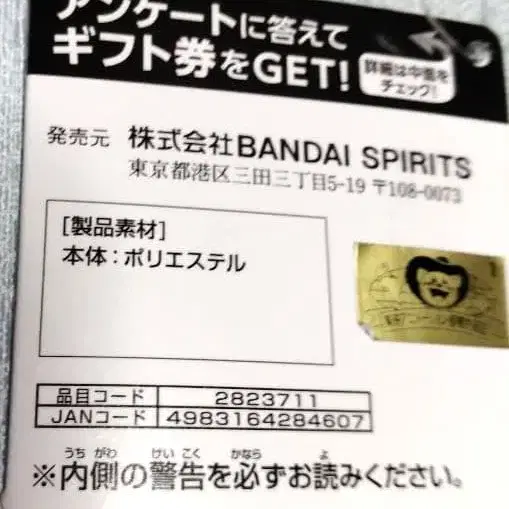 アンケートに答えて
ギフト券をGET!
詳細は中面を
チェック!
発売元 株式会社BANDAI SPIRITS
東京都港区三田三丁目5-19 〒108-0073
[製品素材]
本体:ポリエステル
品目コード 2823711
JANコード 4983164284607
※内側の警告を必ずお読みください。
うちがわ けいこく かなら よ